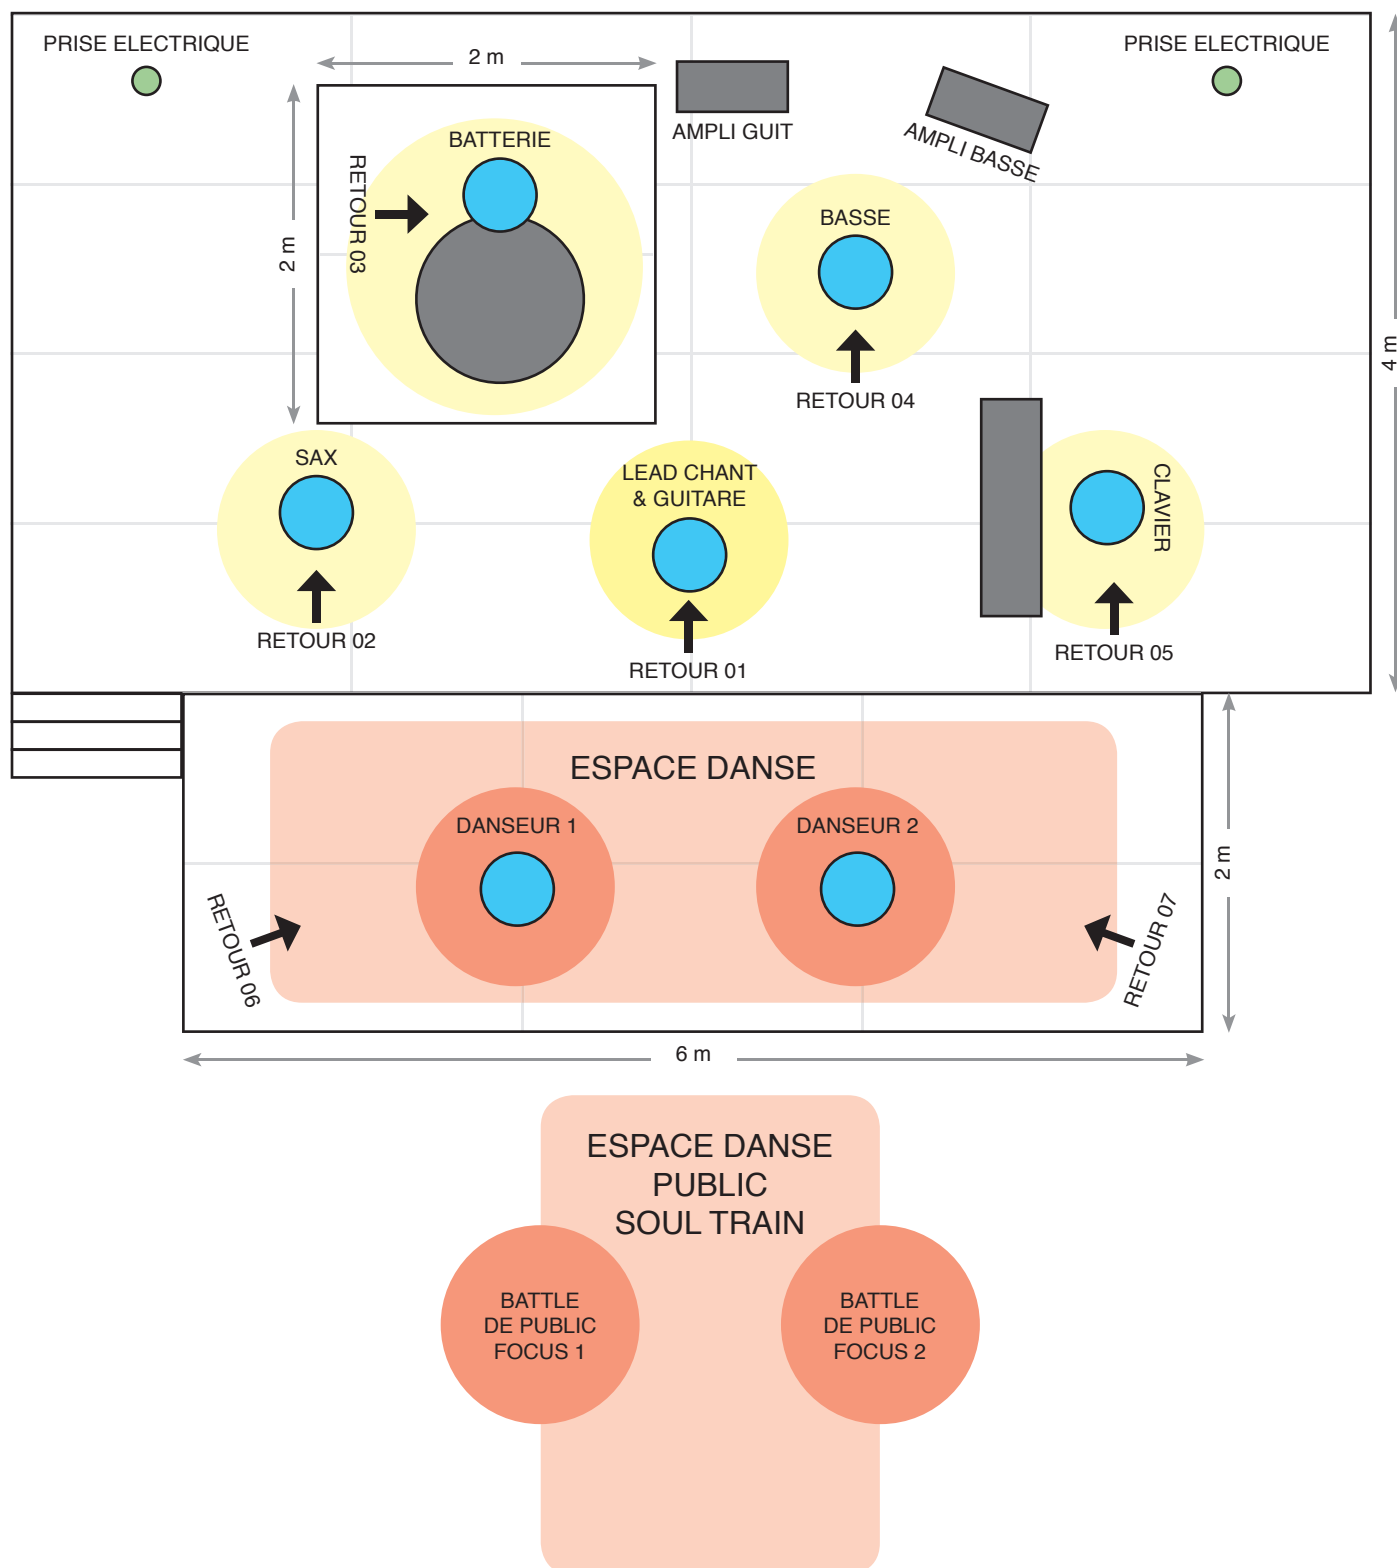 PRISE ELECTRIQUE
PRISE ELECTRIQUE
2 m
AMPLI GUIT
AMPLI BASSE
BATTERIE
RETOUR 03
2 m
BASSE
RETOUR 04
4 m
SAX
RETOUR 02
LEAD CHANT
& GUITARE
RETOUR 01
CLAVIER
RETOUR 05
ESPACE DANSE
DANSEUR 1
DANSEUR 2
RETOUR 06
RETOUR 07
2 m
6 m
ESPACE DANSE
PUBLIC
SOUL TRAIN
BATTLE
DE PUBLIC
FOCUS 1
BATTLE
DE PUBLIC
FOCUS 2